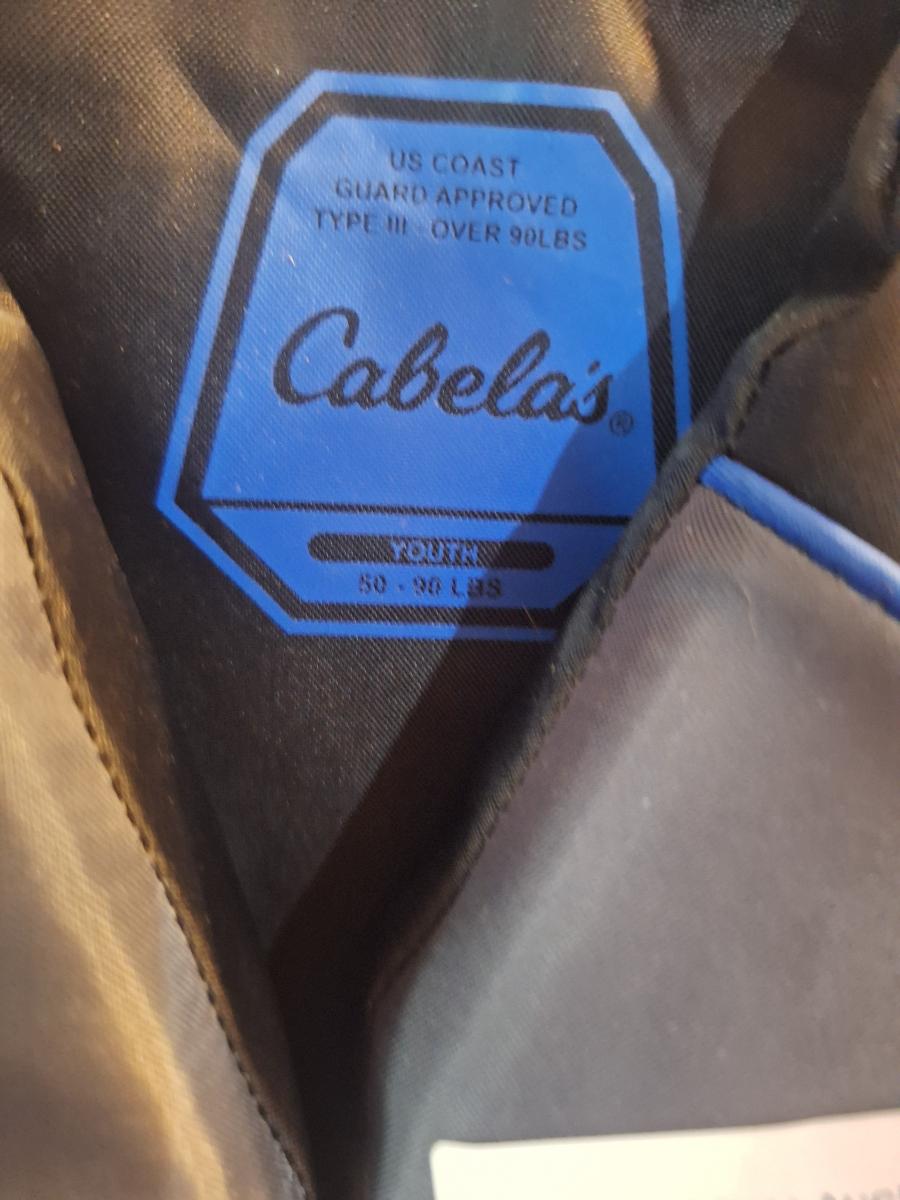 US COAST
GUARD APPROVED
TYPE III - OVER 90LBS
Cabela's®
YOUTH
50 - 90 LBS